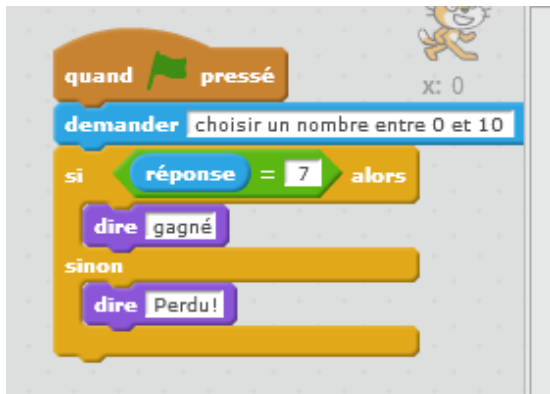 x: 0
quand pressé
demander choisir un nombre entre 0 et 10
si réponse = 7 alors
dire gagné
sinon
dire Perdu!